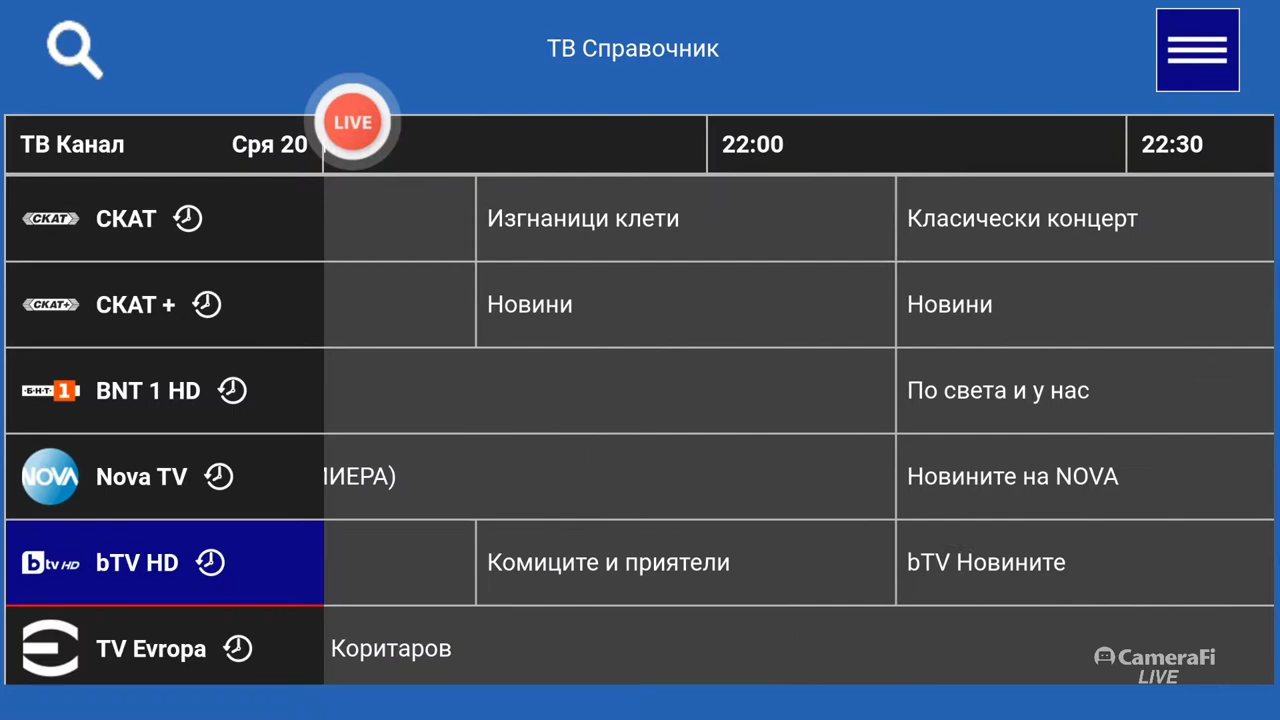 ТВ Справочник
LIVE
ТВ Канал Сря 20 22:00 22:30
СКАТ СКАТ Изгнаници клети Класически концерт
СКАТ+ СКАТ + Новини Новини
БНТ 1 BNT 1 HD По света и у нас
NOVA Nova TV ИЕРА) Новините на NOVA
btv HD bTV HD Комиците и приятели bTV Новините
TV Evropa Коритаров
CameraFi
LIVE